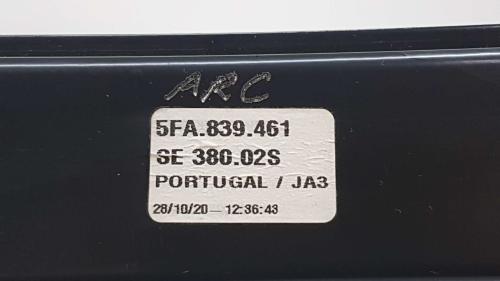 ARC
5FA.839.461
SE 380.02S
PORTUGAL / JA3
28/10/20 — 12:36:43